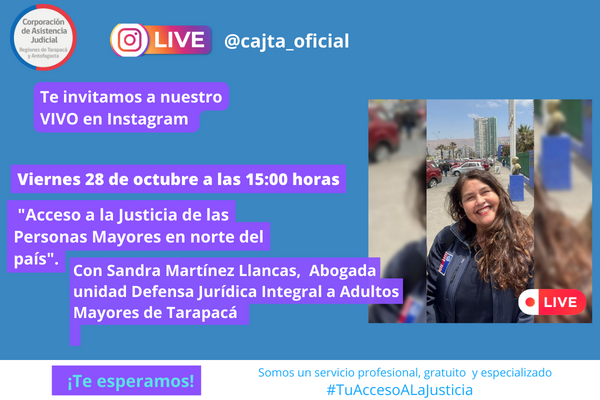 Corporación
de Asistencia
Judicial
Regiones de Tarapacá
y Antofagasta
LIVE @cajta_oficial
Te invitamos a nuestro
VIVO en Instagram
Viernes 28 de octubre a las 15:00 horas
"Acceso a la Justicia de las
Personas Mayores en norte del
país".
Con Sandra Martínez Llancas, Abogada
unidad Defensa Jurídica Integral a Adultos
Mayores de Tarapacá
LIVE
¡Te esperamos!
Somos un servicio profesional, gratuito y especializado
#TuAccesoALaJusticia